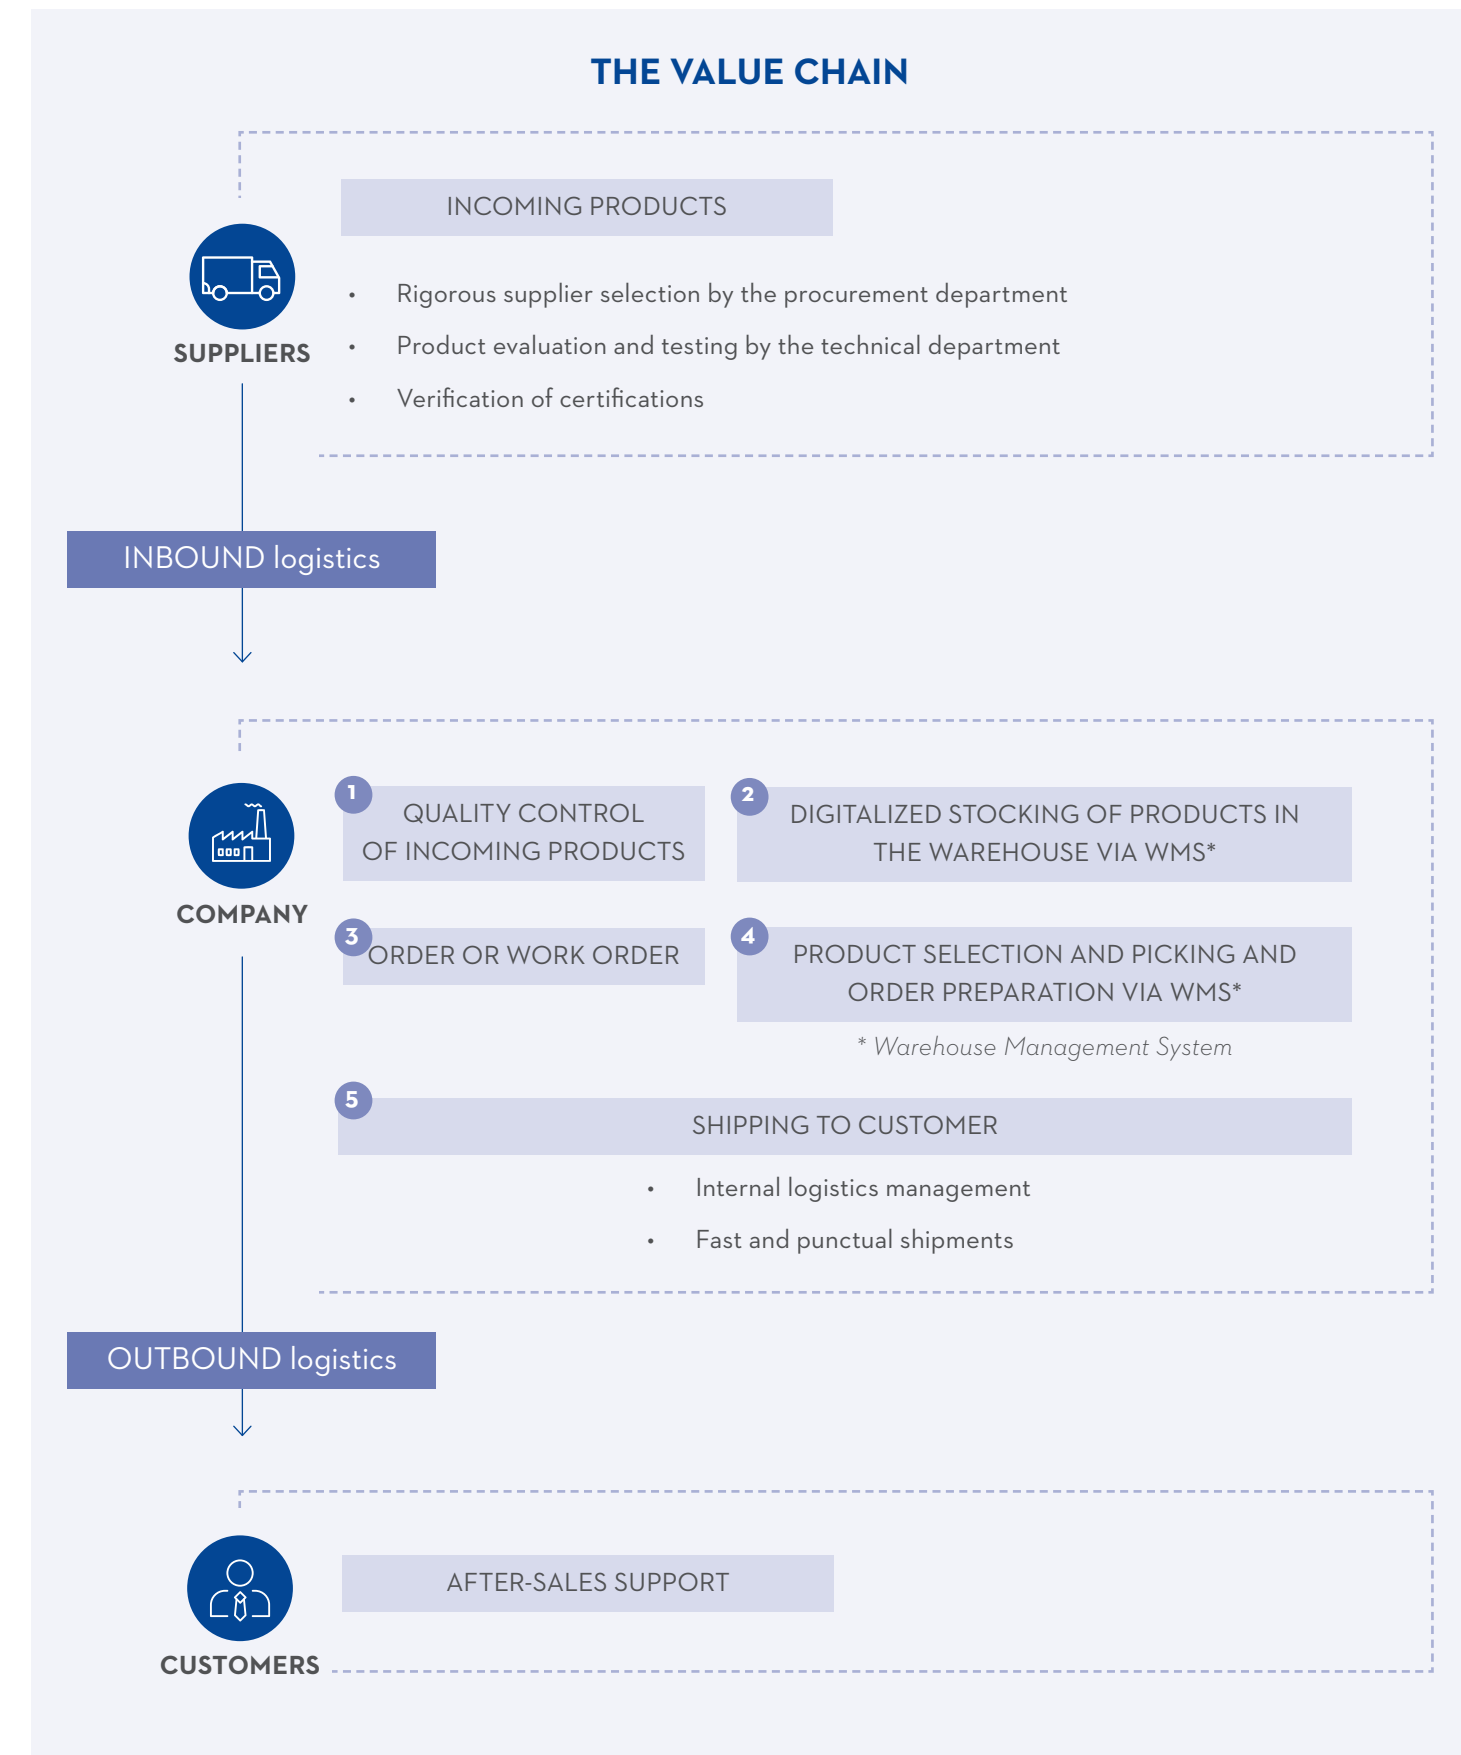 THE VALUE CHAIN
INCOMING PRODUCTS
SUPPLIERS
• Rigorous supplier selection by the procurement department
• Product evaluation and testing by the technical department
• Verification of certifications
INBOUND logistics
COMPANY
1
QUALITY CONTROL
OF INCOMING PRODUCTS
2
DIGITALIZED STOCKING OF PRODUCTS IN
THE WAREHOUSE VIA WMS*
3
ORDER OR WORK ORDER
4
PRODUCT SELECTION AND PICKING AND
ORDER PREPARATION VIA WMS*
* Warehouse Management System
5
SHIPPING TO CUSTOMER
• Internal logistics management
• Fast and punctual shipments
OUTBOUND logistics
CUSTOMERS
AFTER-SALES SUPPORT